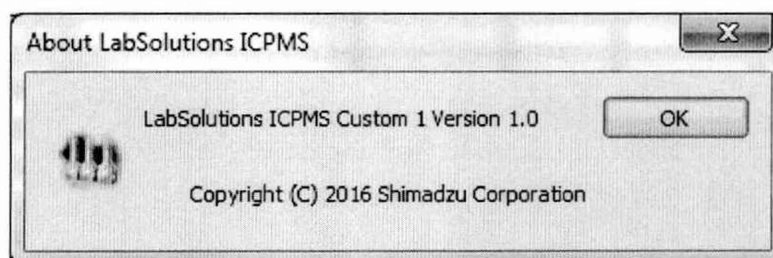 About LabSolutions ICPMS
LabSolutions ICPMS Custom 1 Version 1.0
OK
Copyright (C) 2016 Shimadzu Corporation